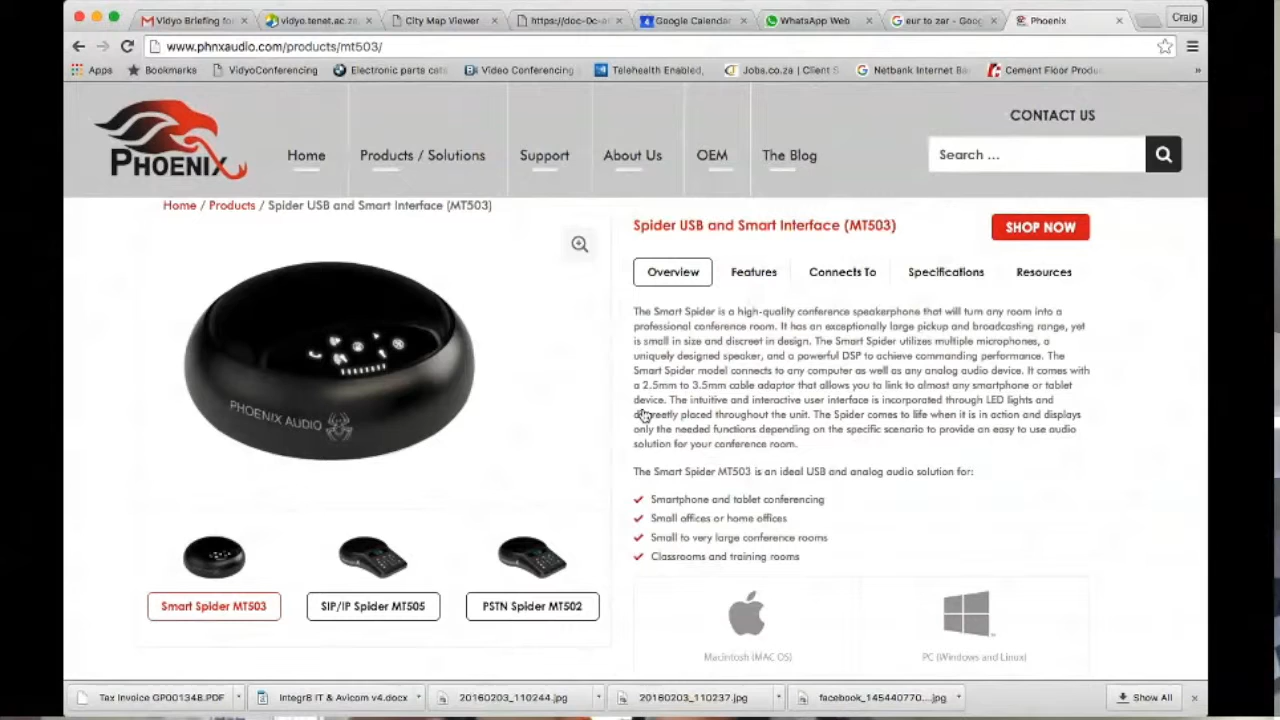 Vidyo Briefing fo
vidyo.tenet.ac.za
City Map Viewer
https://doc-0c-
Google Calendar
WhatsApp Web
eur to zar - Goog
Phoenix
Craig
www.phnxaudio.com/products/mt503/
Apps
Bookmarks
VidyoConferencing
Electronic parts cat
Video Conferencing
Telehealth Enabled,
Jobs.co.za | Client S
Netbank Internet Ba
Cement Floor Produ
PHOENIX
Home
Products / Solutions
Support
About Us
OEM
The Blog
CONTACT US
Search ...
Home / Products / Spider USB and Smart Interface (MT503)
PHOENIX AUDIO
Smart Spider MT503
SIP/IP Spider MT505
PSTN Spider MT502
Spider USB and Smart Interface (MT503)
SHOP NOW
Overview
Features
Connects To
Specifications
Resources
The Smart Spider is a high-quality conference speakerphone that will turn any room into a
professional conference room. It has an exceptionally large pickup and broadcasting range, yet
is small in size and discreet in design. The Smart Spider utilizes multiple microphones, a
uniquely designed speaker, and a powerful DSP to achieve commanding performance. The
Smart Spider model connects to any computer as well as any analog audio device. It comes with
a 2.5mm to 3.5mm cable adaptor that allows you to link to almost any smartphone or tablet
device. The intuitive and interactive user interface is incorporated through LED lights and
discreetly placed throughout the unit. The Spider comes to life when it is in action and displays
only the needed functions depending on the specific scenario to provide an easy to use audio
solution for your conference room.
The Smart Spider MT503 is an ideal USB and analog audio solution for:
Smartphone and tablet conferencing
Small offices or home offices
Small to very large conference rooms
Classrooms and training rooms
Macintosh (MAC OS)
PC (Windows and Linux)
Tax Invoice GP00134B.PDF
Integr8 IT & Avicom v4.docx
20160203_110244.jpg
20160203_110237.jpg
facebook_145440770....jpg
Show All